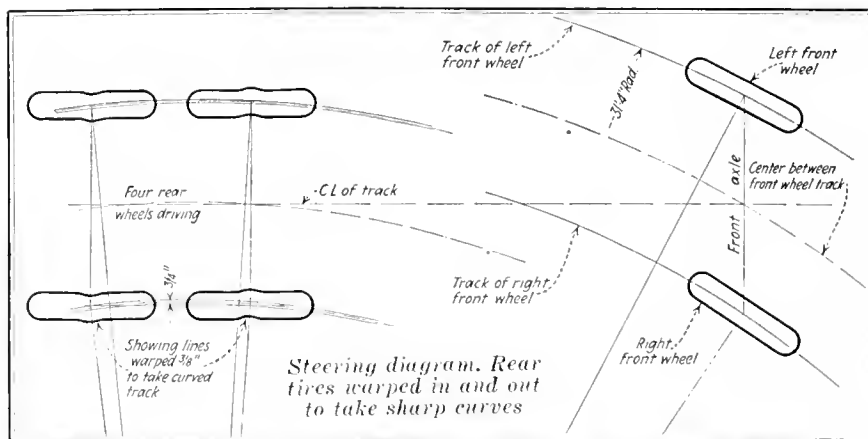 Track of left
front wheel
Left front
wheel
31'-4" Rad.
Four rear
wheels driving
C L of track
axle
Front
Center between
front wheel track
3/4"
Track of right
front wheel
Showing lines
warped 3/8"
to take curved
track
Right
front wheel
Steering diagram. Rear
tires warped in and out
to take sharp curves